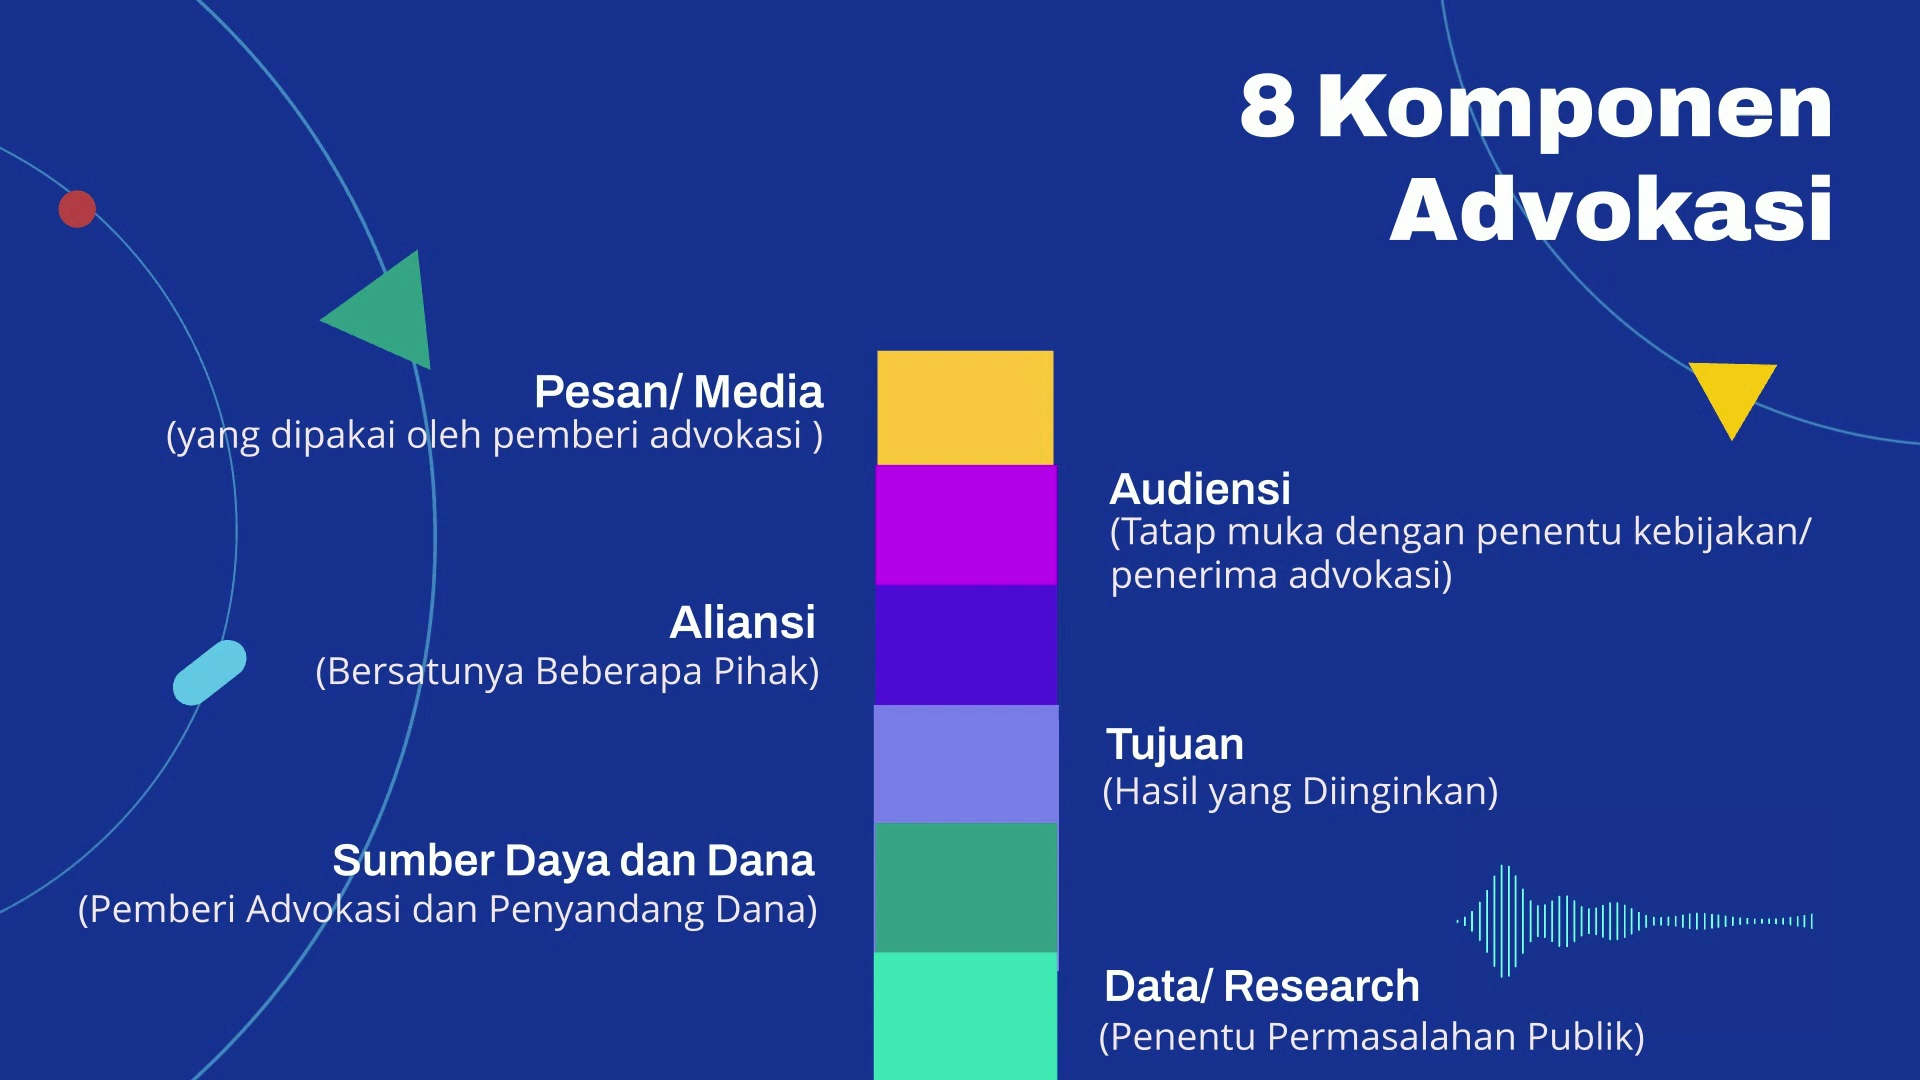 8 Komponen
Advokasi
Pesan/ Media
(yang dipakai oleh pemberi advokasi )
Audiensi
(Tatap muka dengan penentu kebijakan/
penerima advokasi)
Aliansi
(Bersatunya Beberapa Pihak)
Tujuan
(Hasil yang Diinginkan)
Sumber Daya dan Dana
(Pemberi Advokasi dan Penyandang Dana)
Data/ Research
(Penentu Permasalahan Publik)